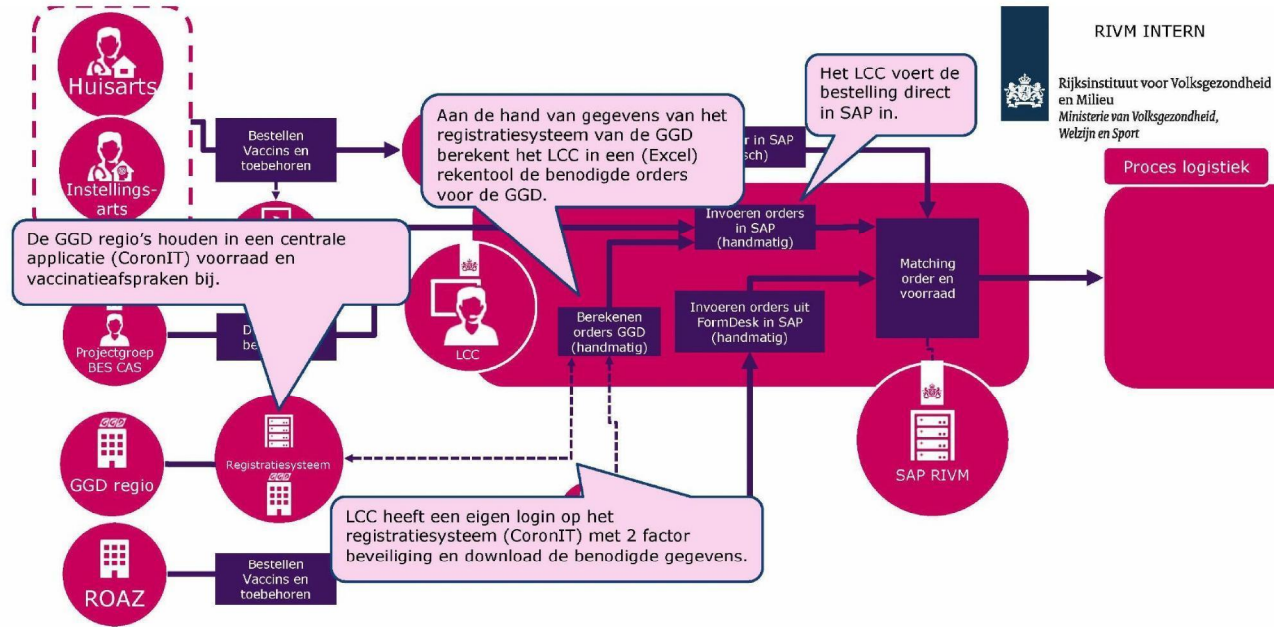 RIVM INTERN
Rijksinstituut voor Volksgezondheid
en Milieu
Ministerie van Volksgezondheid,
Welzijn en Sport
Huisarts
Instellings-
arts
Bestellen
Vaccins en
toebehoren
Aan de hand van gegevens van het
registratiesysteem van de GGD
berekent het LCC in een (Excel)
rekentool de benodigde orders
voor de GGD.
Het LCC voert de
bestelling direct
in SAP in.
in SAP
Proces logistiek
De GGD regio's houden in een centrale
applicatie (CoronIT) voorraad en
vaccinatieafspraken bij.
Invoeren orders
in SAP
(handmatig)
Matching
order en
voorraad
LCC
Berekenen
orders GGD
(handmatig)
Invoeren orders uit
FormDesk in SAP
(handmatig)
Projectgroep
BES CAS
GGD
GGD regio
Registratiesysteem
GGD
SAP RIVM
LCC heeft een eigen login op het
registratiesysteem (CoronIT) met 2 factor
beveiliging en download de benodigde gegevens.
ROAZ
Bestellen
Vaccins en
toebehoren